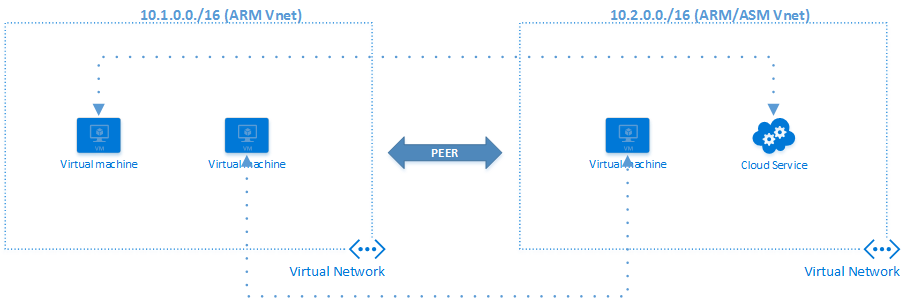 10.1.0.0./16 (ARM Vnet)
10.2.0.0./16 (ARM/ASM Vnet)
VM
VM
VM
Virtual machine
Virtual machine
PEER
Virtual machine
Cloud Service
Virtual Network
Virtual Network